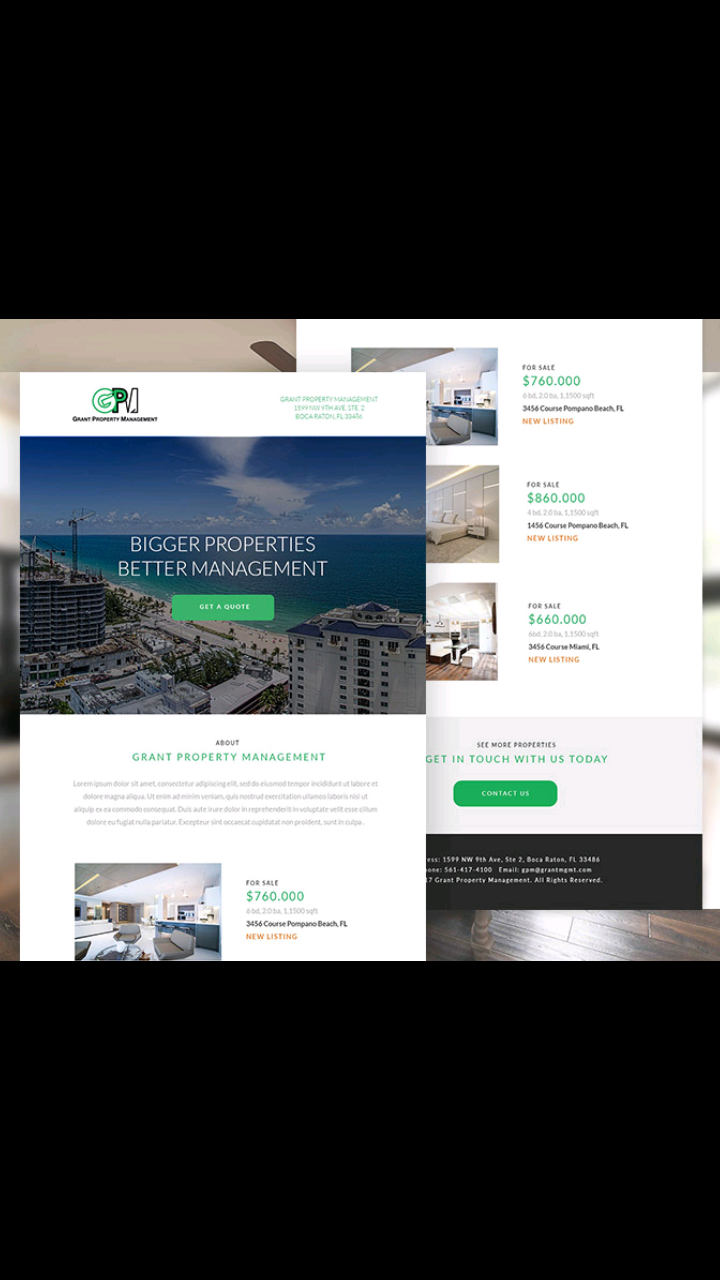 GPM
GRANT PROPERTY MANAGEMENT
GRANT PROPERTY MANAGEMENT
1599 NW 9TH AVE. STE. 2
BOCA RATON, FL 33486
BIGGER PROPERTIES
BETTER MANAGEMENT
GET A QUOTE
ABOUT
GRANT PROPERTY MANAGEMENT
Lorem ipsum dolor sit amet, consectetur adipiscing elit, sed do eiusmod tempor incididunt ut labore et
dolore magna aliqua. Ut enim ad minim veniam, quis nostrud exercitation ullamco laboris nisi ut
aliquip ex ea commodo consequat. Duis aute irure dolor in reprehenderit in voluptate velit esse cillum
dolore eu fugiat nulla pariatur. Excepteur sint occaecat cupidatat non proident, sunt in culpa .
FOR SALE
$760.000
6 bd, 2.0 ba, 1,1500 sqft
3456 Course Pompano Beach, FL
NEW LISTING
FOR SALE
$760.000
6 bd, 2.0 ba, 1,1500 sqft
3456 Course Pompano Beach, FL
NEW LISTING
FOR SALE
$860.000
4 bd, 2.0 ba, 1,1500 sqft
1456 Course Pompano Beach, FL
NEW LISTING
FOR SALE
$660.000
6bd, 2.0 ba, 1,1500 sqft
3456 Course Miami, FL
NEW LISTING
SEE MORE PROPERTIES
GET IN TOUCH WITH US TODAY
CONTACT US
ress: 1599 NW 9th Ave, Ste 2, Boca Raton, FL 33486
hone: 561-417-4100 Email: gpm@grantmgmt.com
17 Grant Property Management. All Rights Reserved.